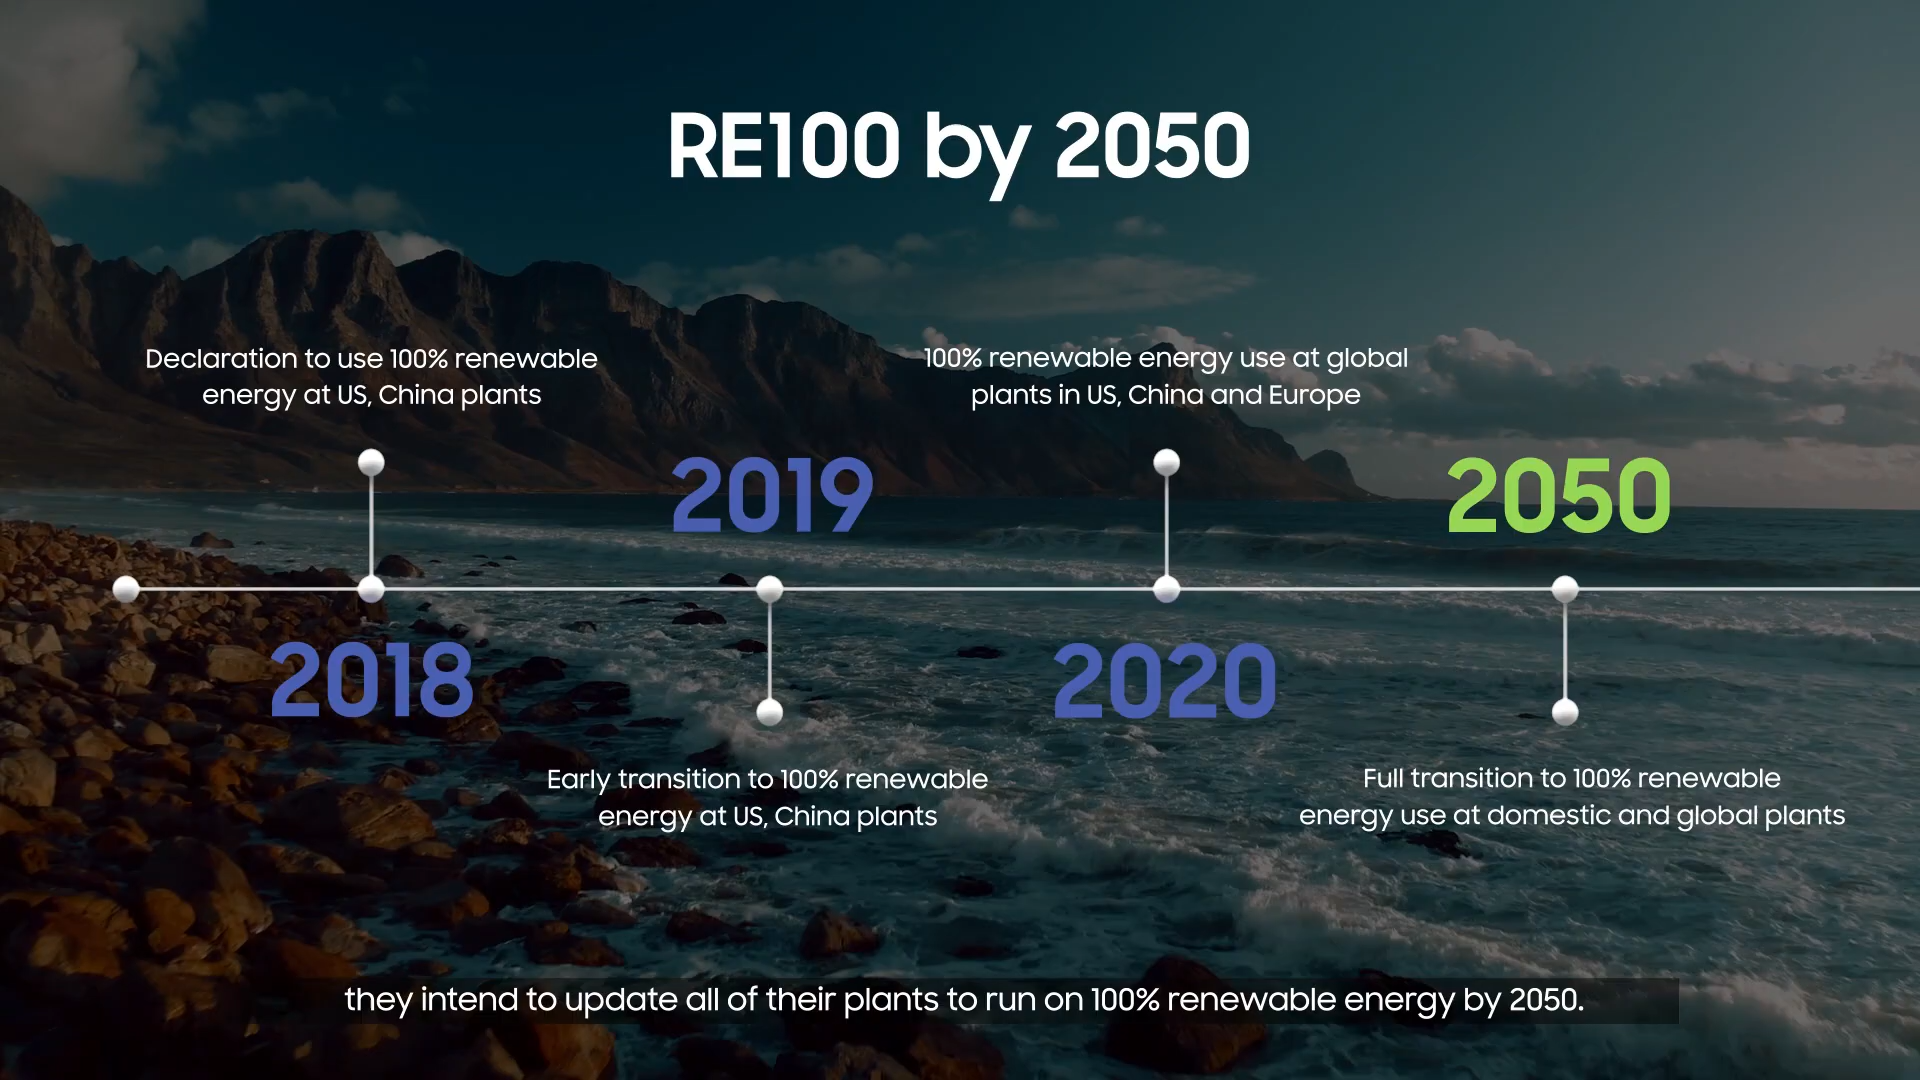 RE100 by 2050
Declaration to use 100% renewable
energy at US, China plants
2018
2019
Early transition to 100% renewable
energy at US, China plants
100% renewable energy use at global
plants in US, China and Europe
2020
2050
Full transition to 100% renewable
energy use at domestic and global plants
they intend to update all of their plants to run on 100% renewable energy by 2050.